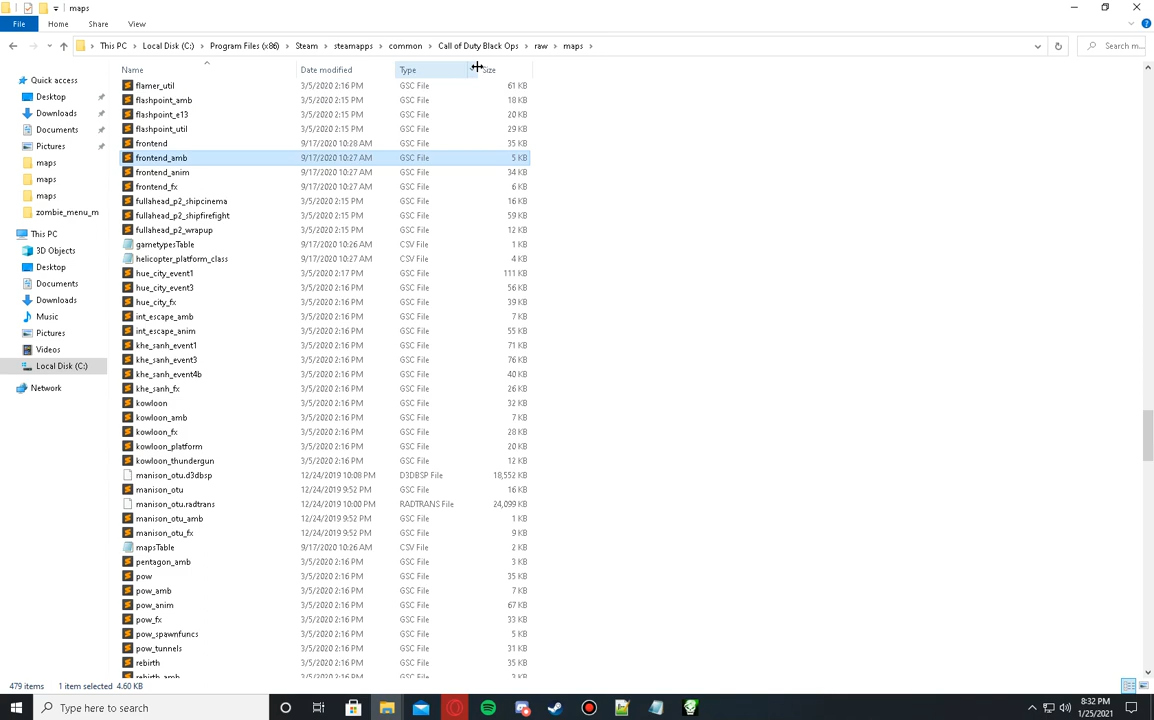 maps
File Home Share View
This PC Local Disk (C:) Program Files (x86) Steam steamapps common Call of Duty Black Ops raw maps Search m...
Name Date modified Type Size
Quick access
Desktop
Downloads
Documents
Pictures
maps
maps
maps
zombie_menu_m
This PC
3D Objects
Desktop
Documents
Downloads
Music
Pictures
Videos
Local Disk (C:)
Network
flamer_util 3/5/2020 2:16 PM GSC File 61 KB
flashpoint_amb 3/5/2020 2:15 PM GSC File 18 KB
flashpoint_e13 3/5/2020 2:15 PM GSC File 20 KB
flashpoint_util 3/5/2020 2:15 PM GSC File 29 KB
frontend 9/17/2020 10:28 AM GSC File 35 KB
frontend_amb 9/17/2020 10:27 AM GSC File 5 KB
frontend_anim 9/17/2020 10:27 AM GSC File 34 KB
frontend_fx 9/17/2020 10:27 AM GSC File 6 KB
fullahead_p2_shipcinema 3/5/2020 2:15 PM GSC File 16 KB
fullahead_p2_shipfirefight 3/5/2020 2:15 PM GSC File 59 KB
fullahead_p2_wrapup 3/5/2020 2:15 PM GSC File 12 KB
gametypesTable 9/17/2020 10:26 AM CSV File 1 KB
helicopter_platform_class 9/17/2020 10:27 AM CSV File 4 KB
hue_city_event1 3/5/2020 2:17 PM GSC File 111 KB
hue_city_event3 3/5/2020 2:16 PM GSC File 56 KB
hue_city_fx 3/5/2020 2:16 PM GSC File 39 KB
int_escape_amb 3/5/2020 2:16 PM GSC File 7 KB
int_escape_anim 3/5/2020 2:16 PM GSC File 55 KB
khe_sanh_event1 3/5/2020 2:16 PM GSC File 71 KB
khe_sanh_event3 3/5/2020 2:16 PM GSC File 76 KB
khe_sanh_event4b 3/5/2020 2:16 PM GSC File 40 KB
khe_sanh_fx 3/5/2020 2:16 PM GSC File 26 KB
kowloon 3/5/2020 2:16 PM GSC File 32 KB
kowloon_amb 3/5/2020 2:16 PM GSC File 7 KB
kowloon_fx 3/5/2020 2:16 PM GSC File 28 KB
kowloon_platform 3/5/2020 2:16 PM GSC File 20 KB
kowloon_thundergun 3/5/2020 2:16 PM GSC File 12 KB
manison_otu.d3dbsp 12/24/2019 10:08 PM D3DBSP File 18,552 KB
manison_otu 12/24/2019 9:52 PM GSC File 16 KB
manison_otu.radtrans 12/24/2019 10:00 PM RADTRANS File 24,099 KB
manison_otu_amb 12/24/2019 9:52 PM GSC File 1 KB
manison_otu_fx 12/24/2019 9:52 PM GSC File 9 KB
mapsTable 9/17/2020 10:26 AM CSV File 2 KB
pentagon_amb 3/5/2020 2:16 PM GSC File 3 KB
pow 3/5/2020 2:16 PM GSC File 35 KB
pow_amb 3/5/2020 2:16 PM GSC File 7 KB
pow_anim 3/5/2020 2:16 PM GSC File 67 KB
pow_fx 3/5/2020 2:16 PM GSC File 33 KB
pow_spawnfuncs 3/5/2020 2:16 PM GSC File 5 KB
pow_tunnels 3/5/2020 2:16 PM GSC File 31 KB
rebirth 3/5/2020 2:16 PM GSC File 35 KB
rebirth_amb 3/5/2020 2:16 PM GSC File 3 KB
479 items 1 item selected 4.60 KB
Type here to search
8:32 PM
1/25/2021